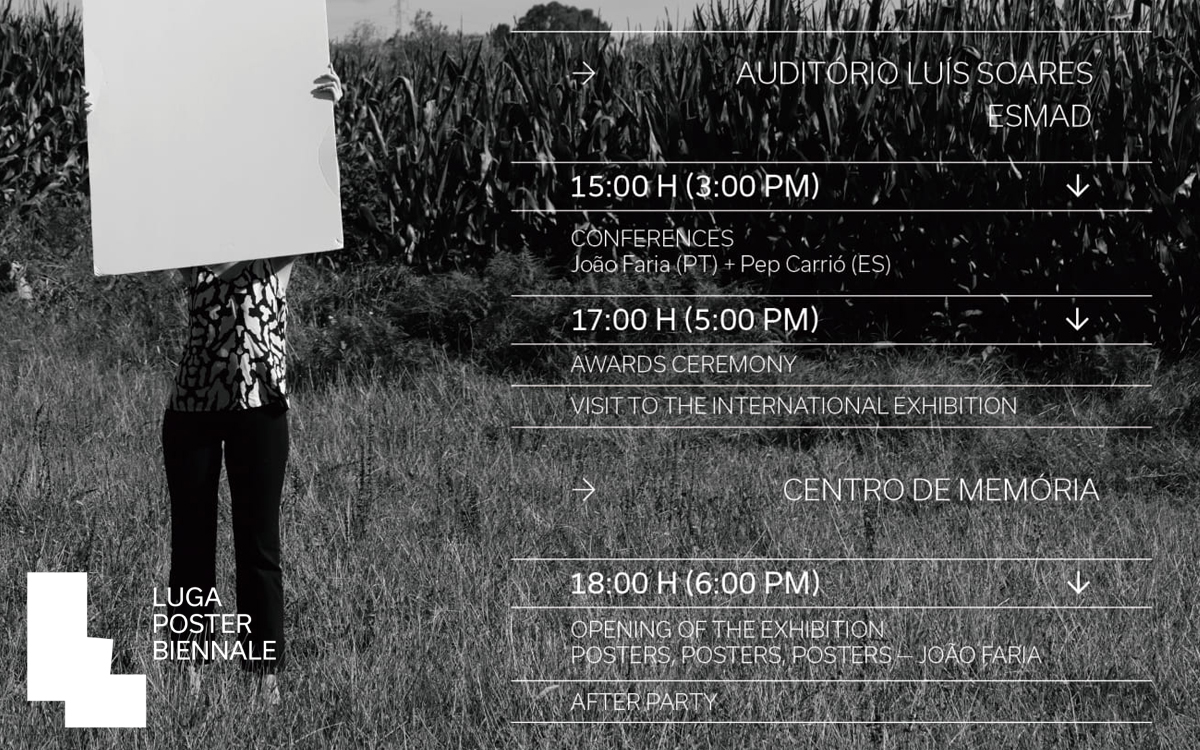 → AUDITÓRIO LUÍS SOARES
ESMAD
15:00 H (3:00 PM) ↓
CONFERENCES
João Faria (PT) + Pep Carrió (ES)
17:00 H (5:00 PM) ↓
AWARDS CEREMONY
VISIT TO THE INTERNATIONAL EXHIBITION
→ CENTRO DE MEMÓRIA
18:00 H (6:00 PM) ↓
OPENING OF THE EXHIBITION
POSTERS, POSTERS, POSTERS — JOÃO FARIA
AFTER PARTY
LUGA
POSTER
BIENNALE